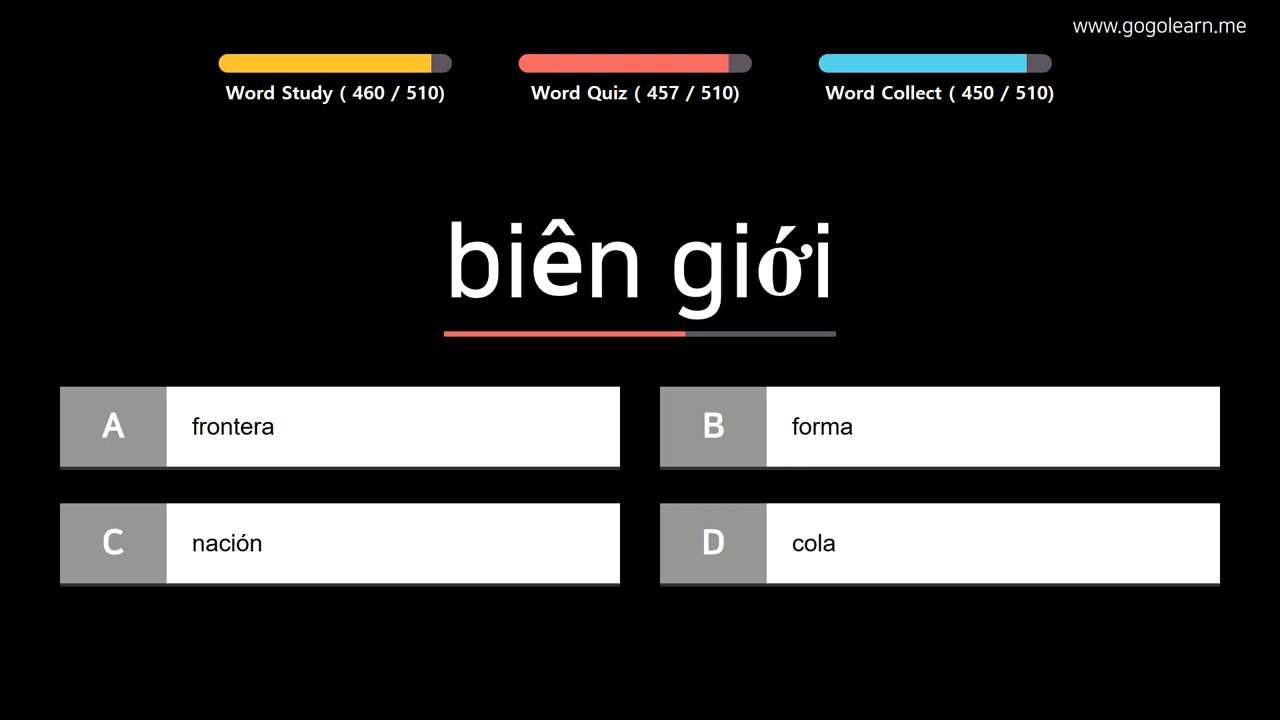 www.gogolearn.me
Word Study ( 460 / 510)
Word Quiz ( 457 / 510)
Word Collect ( 450 / 510)
biên giới
A frontera
B forma
C nación
D cola